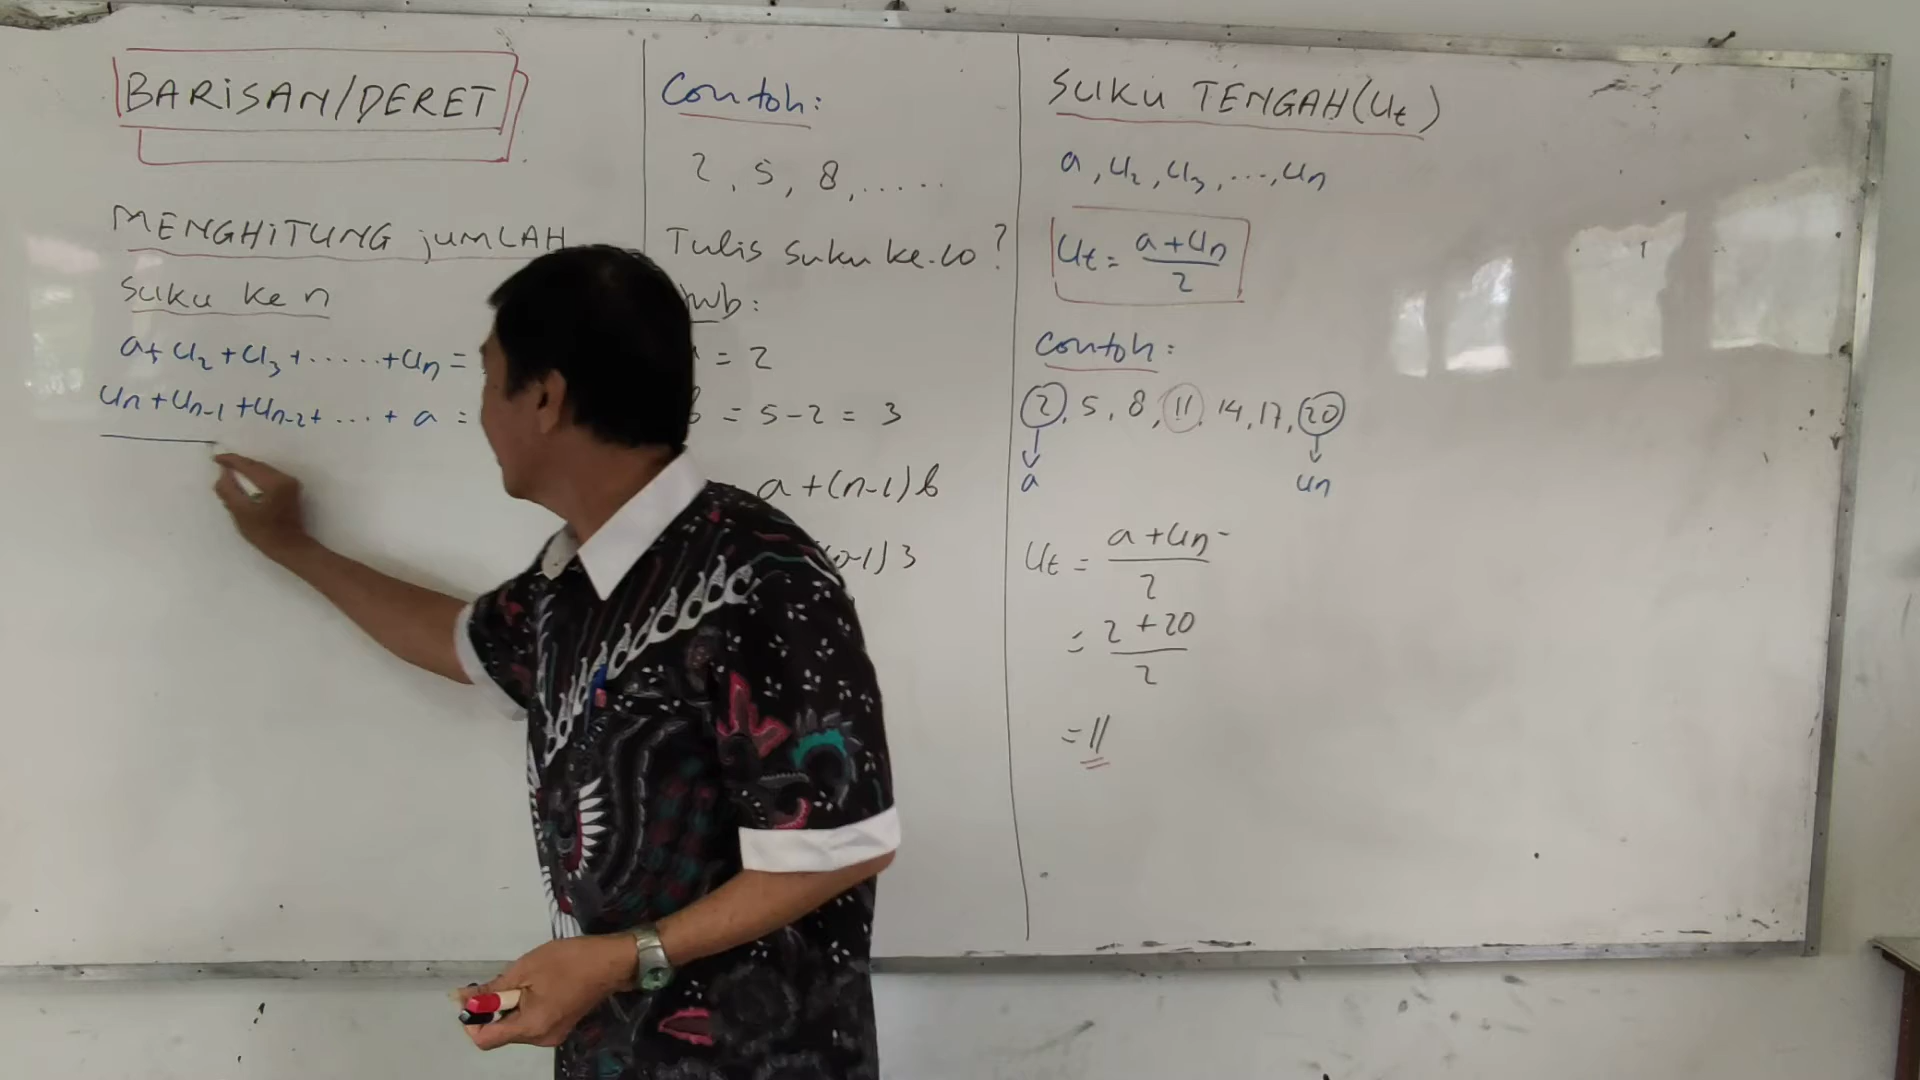 BARISAN/DERET
MENGHITUNG jumLAH
Suku ke n
a + U₂ + U₃ + ...... + Uₙ =
Uₙ + Uₙ₋₁ + Uₙ₋₂ + ... + a =
Contoh:
2, 5, 8, ......
Tulis Suku ke-10?
wb:
= 2
= 5 - 2 = 3
a + (n-1) b
0-1) 3
SUKU TENGAH (Uₜ)
a, U₂, U₃, ..., Uₙ
Uₜ = a + Uₙ
2
Contoh:
2, 5, 8, 11, 14, 17, 20
a Uₙ
Uₜ = a + Uₙ
2
= 2 + 20
2
= 11